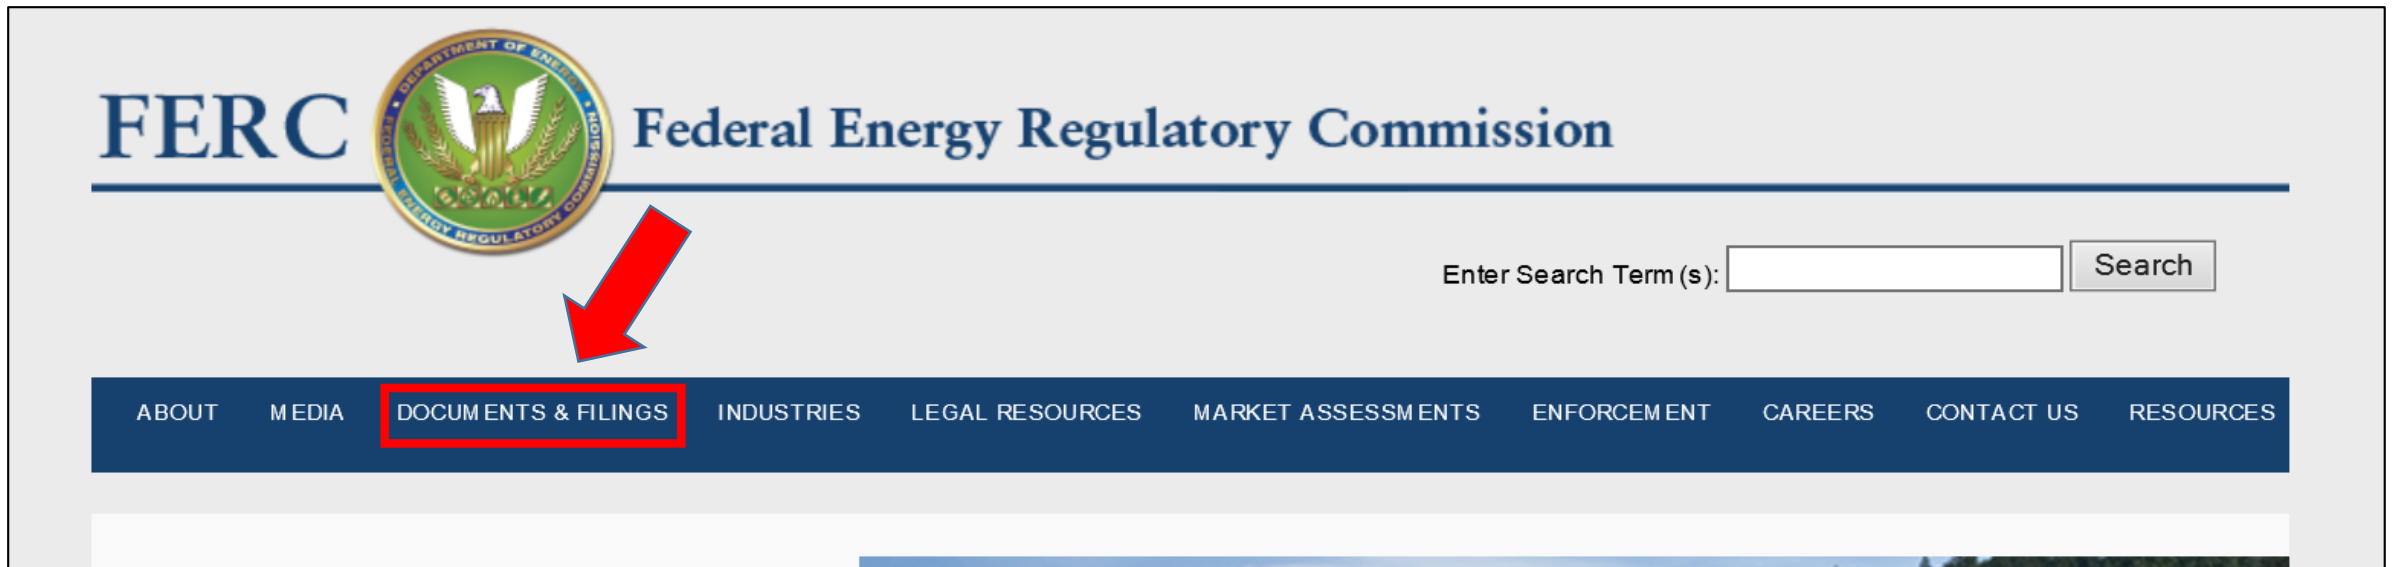 FERC
DEPARTMENT OF ENERGY
FEDERAL ENERGY REGULATORY COMMISSION
Federal Energy Regulatory Commission
Enter Search Term(s):
Search
ABOUT MEDIA DOCUMENTS & FILINGS INDUSTRIES LEGAL RESOURCES MARKET ASSESSMENTS ENFORCEMENT CAREERS CONTACT US RESOURCES